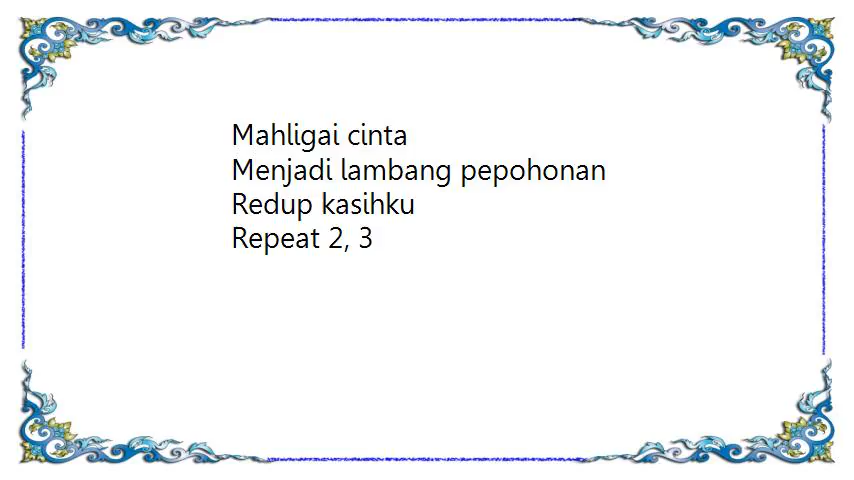 Mahligai cinta
Menjadi lambang pepohonan
Redup kasihku
Repeat 2, 3